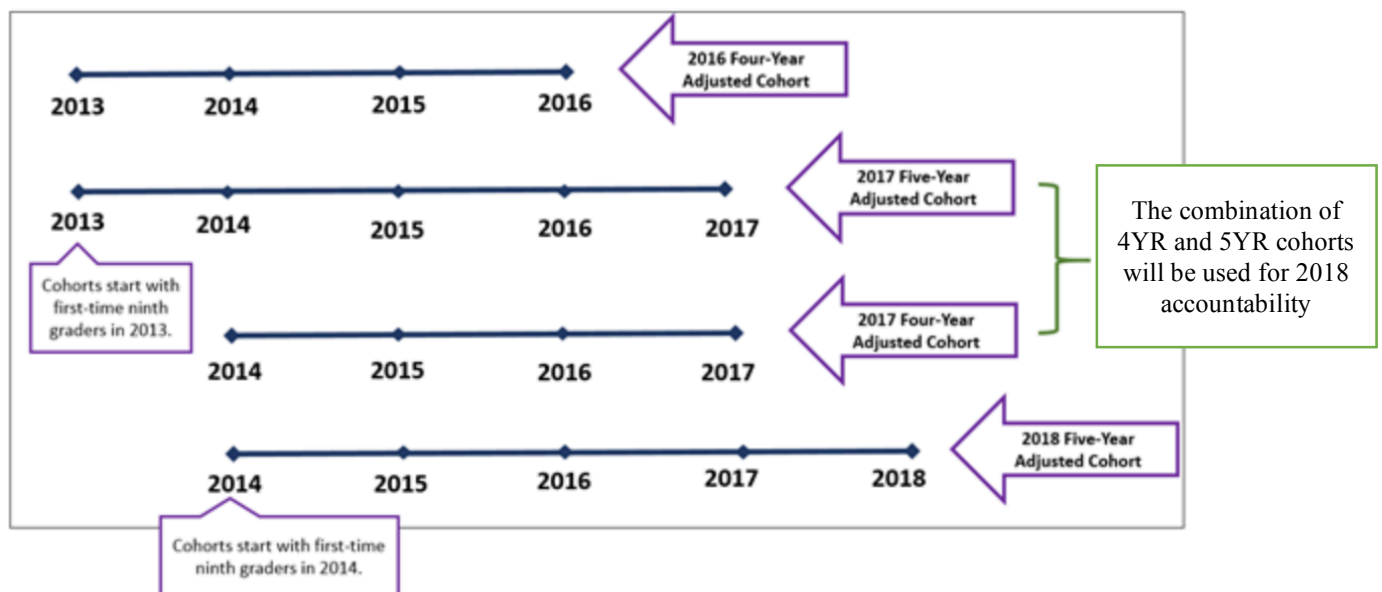 2016 Four-Year
Adjusted Cohort
2013
2014
2015
2016
2017 Five-Year
Adjusted Cohort
2013
2014
2015
2016
2017
Cohorts start with
first-time ninth
graders in 2013.
The combination of
4YR and 5YR cohorts
will be used for 2018
accountability
2017 Four-Year
Adjusted Cohort
2014
2015
2016
2017
2018 Five-Year
Adjusted Cohort
2014
2015
2016
2017
2018
Cohorts start with first-time
ninth graders in 2014.